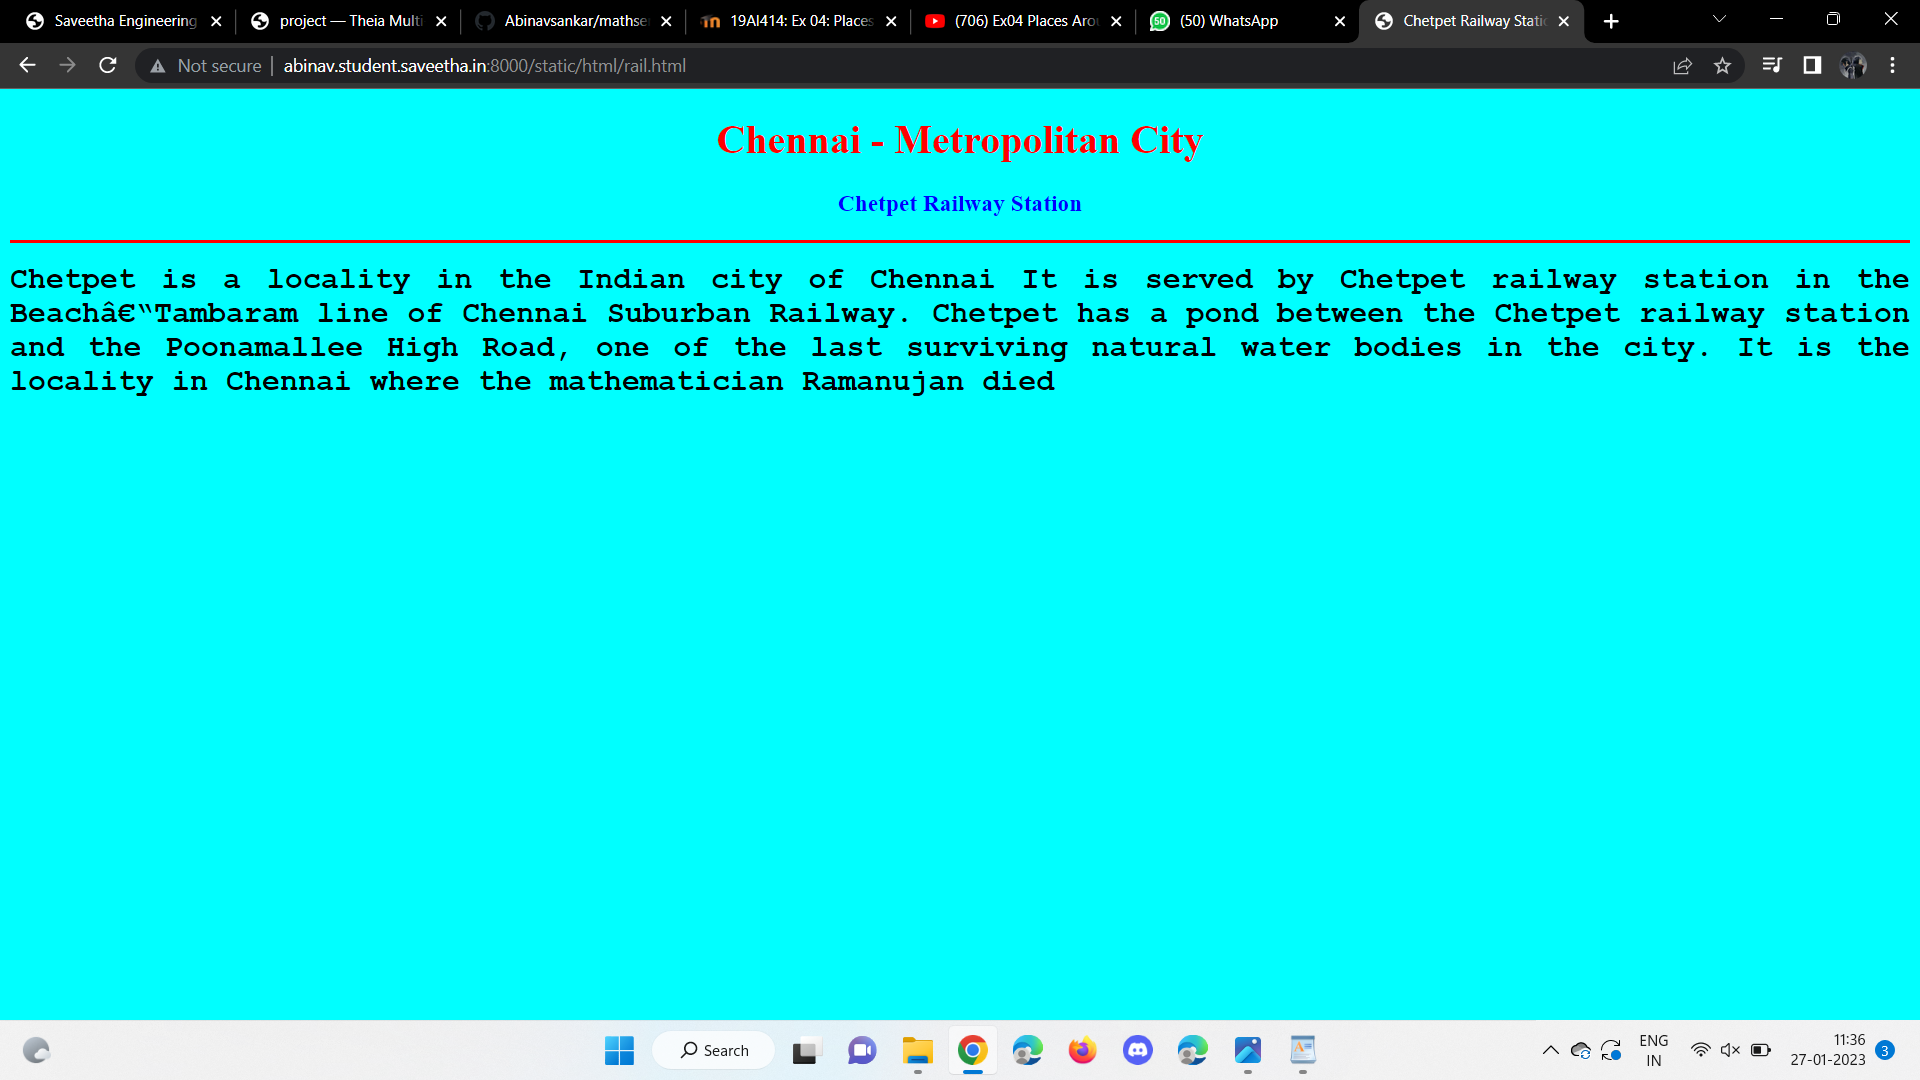 Saveetha Engineering
project — Theia Multi
Abinavsankar/mathse
19AI414: Ex 04: Places
(706) Ex04 Places Aro
50
(50) WhatsApp
Chetpet Railway Stati
Not secure
abinav.student.saveetha.in:8000/static/html/rail.html
Chennai - Metropolitan City
Chetpet Railway Station
Chetpet is a locality in the Indian city of Chennai It is served by Chetpet railway station in the
Beachâ€“Tambaram line of Chennai Suburban Railway. Chetpet has a pond between the Chetpet railway station
and the Poonamallee High Road, one of the last surviving natural water bodies in the city. It is the
locality in Chennai where the mathematician Ramanujan died
Search
ENG
IN
11:36
27-01-2023
3